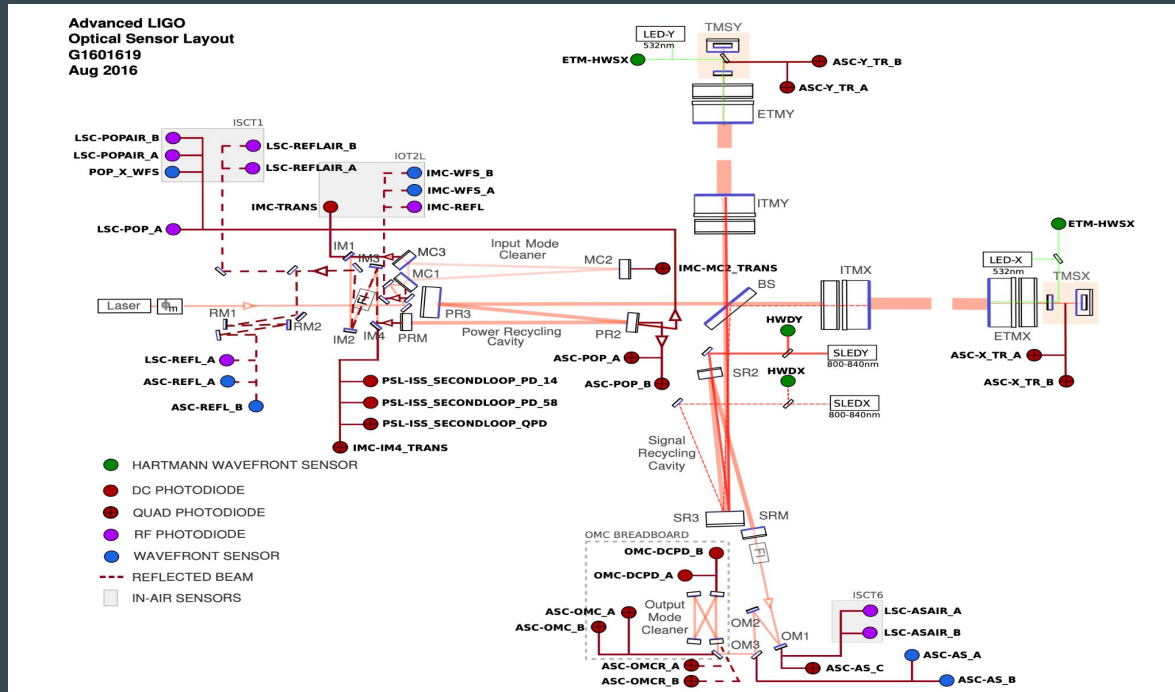 Advanced LIGO
Optical Sensor Layout
G1601619
Aug 2016
LED-Y
532nm
TMSY
ETM-HWSX
ASC-Y_TR_B
ASC-Y_TR_A
ETMY
ISCT1
LSC-POPAIR_B
LSC-POPAIR_A
POP_X_WFS
LSC-REFLAIR_B
LSC-REFLAIR_A
IOT2L
IMC-WFS_B
IMC-WFS_A
IMC-REFL
IMC-TRANS
LSC-POP_A
ITMY
ETM-HWSX
IM1
IM3
MC3
MC1
Input Mode
Cleaner
MC2
IMC-MC2_TRANS
BS
ITMX
LED-X
532nm
TMSX
Laser
ϕm
FI
PR3
RM1
RM2
IM2
IM4
PRM
Power Recycling
Cavity
PR2
HWDY
SLEDY
800-840nm
ETMX
LSC-REFL_A
ASC-REFL_A
ASC-REFL_B
ASC-POP_A
ASC-POP_B
SR2
HWDX
SLEDX
800-840nm
ASC-X_TR_A
ASC-X_TR_B
PSL-ISS_SECONDLOOP_PD_14
PSL-ISS_SECONDLOOP_PD_58
PSL-ISS_SECONDLOOP_QPD
IMC-IM4_TRANS
Signal
Recycling
Cavity
HARTMANN WAVEFRONT SENSOR
DC PHOTODIODE
QUAD PHOTODIODE
RF PHOTODIODE
WAVEFRONT SENSOR
REFLECTED BEAM
IN-AIR SENSORS
SR3
SRM
FI
OMC BREADBOARD
OMC-DCPD_B
OMC-DCPD_A
ASC-OMC_A
ASC-OMC_B
Output
Mode
Cleaner
OM2
OM3
OM1
ISCT6
LSC-ASAIR_A
LSC-ASAIR_B
ASC-OMCR_A
ASC-OMCR_B
ASC-AS_C
ASC-AS_A
ASC-AS_B